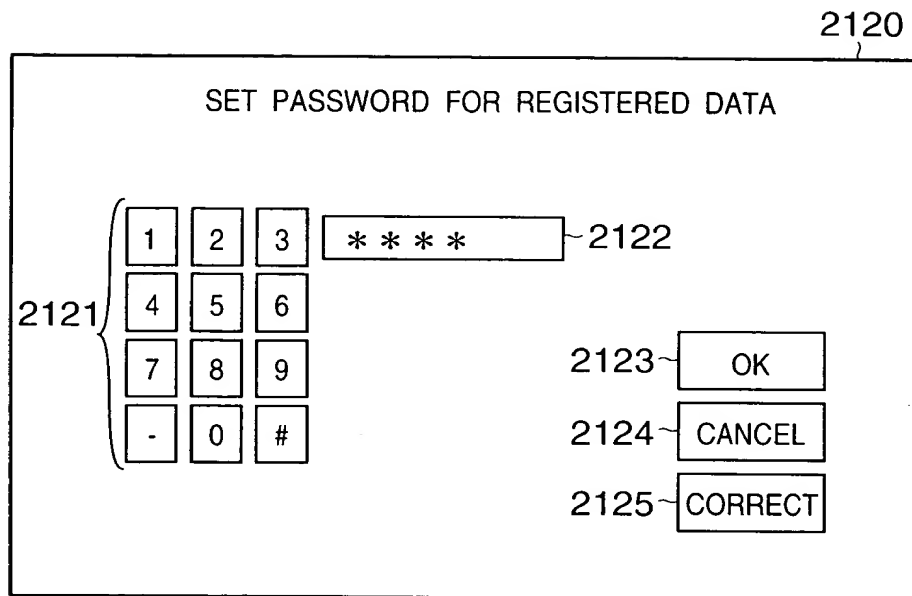 2120
SET PASSWORD FOR REGISTERED DATA
1 2 3 * * * * 2122
2121
4 5 6
7 8 9
2123 OK
- 0 #
2124 CANCEL
2125 CORRECT